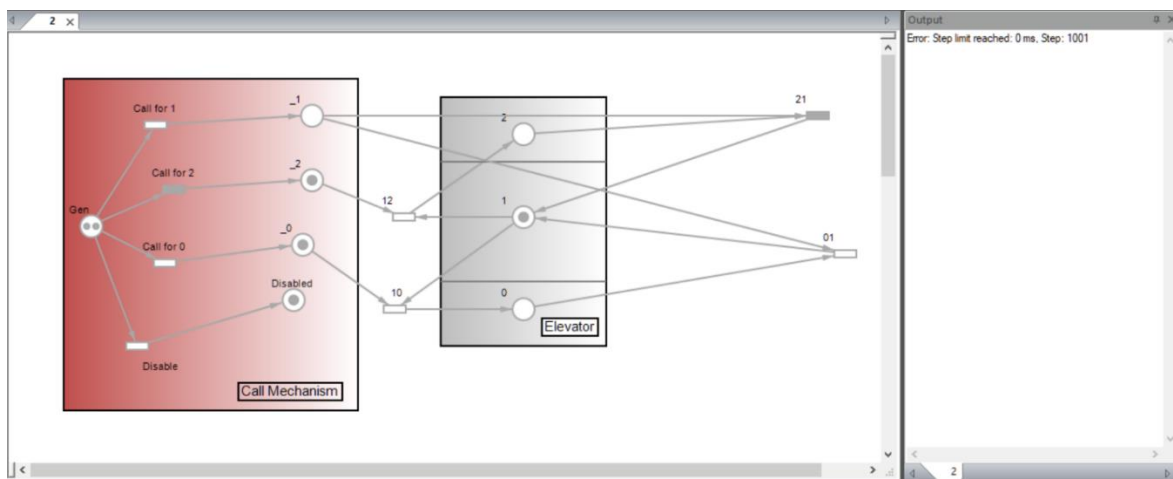 2 ×
Output
Error: Step limit reached: 0 ms, Step: 1001
Call for 1
_1
21
2
Call for 2
_2
12
1
Gen
Call for 0
_0
01
Disabled
10
0
Elevator
Disable
Call Mechanism
2